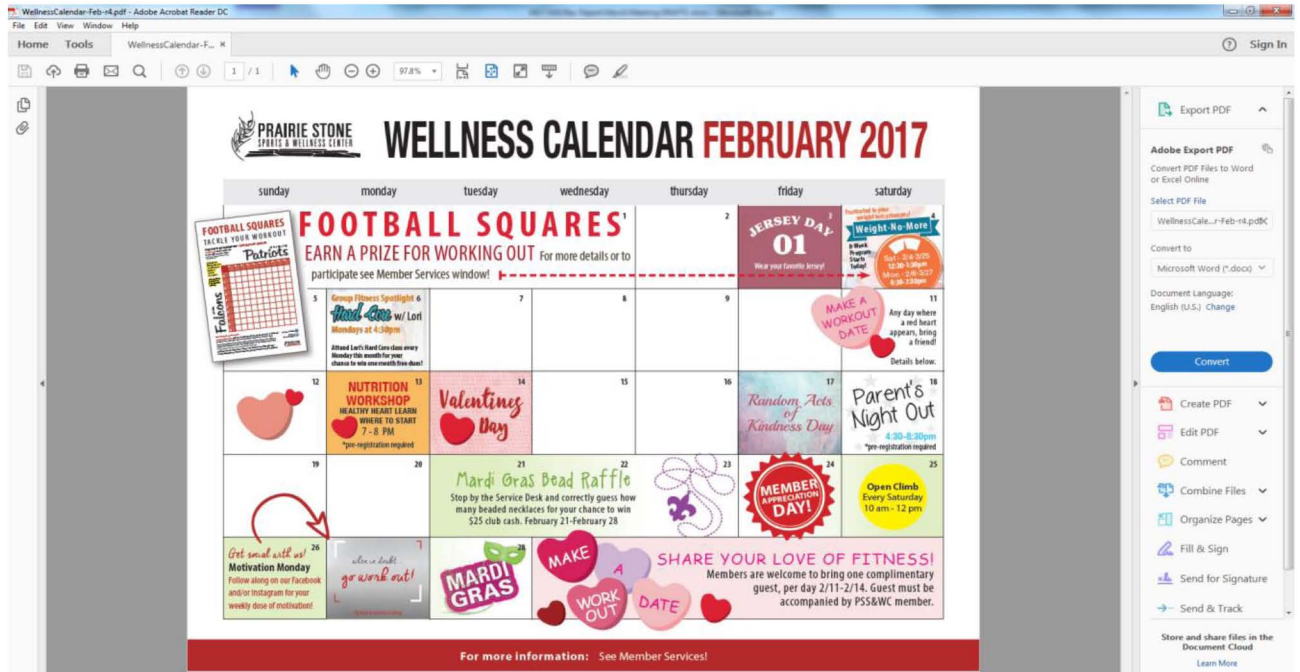 WellnessCalendar-Feb-r4.pdf - Adobe Acrobat Reader DC
File Edit View Window Help
Home Tools WellnessCalendar-F... × Sign In
1 / 1 97.8%
PRAIRIE STONE
SPORTS & WELLNESS CENTER
WELLNESS CALENDAR FEBRUARY 2017
sunday monday tuesday wednesday thursday friday saturday
FOOTBALL SQUARES
TACKLE YOUR WORKOUT
Patriots
Falcons
FOOTBALL SQUARES 1
EARN A PRIZE FOR WORKING OUT For more details or to
participate see Member Services window!
2
3
JERSEY DAY
01
Wear your favorite Jersey!
4
Weight-No-More
8 Week
Program
Starts
Today!
Sat - 2/4-3/25
12:30-1:30pm
Mon - 2/6-3/27
6:30-7:30pm
5
Group Fitness Spotlight 6
Hard Core w/ Lori
Mondays at 4:30pm
Attend Lori's Hard Core class every
Monday this month for your
chance to win one month free dues!
7
8
9
MAKE A
WORKOUT
DATE
11
Any day where
a red heart
appears, bring
a friend!
Details below.
12
13
NUTRITION
WORKSHOP
HEALTHY HEART LEARN
WHERE TO START
7 - 8 PM
*pre-registration required
14
Valentines
Day
15
16
17
Random Acts
of
Kindness Day
18
Parent's
Night Out
4:30-8:30pm
*pre-registration required
19
20
21 22
Mardi Gras Bead Raffle
Stop by the Service Desk and correctly guess how
many beaded necklaces for your chance to win
$25 club cash. February 21-February 28
23
24
MEMBER
APPRECIATION
DAY!
25
Open Climb
Every Saturday
10 am - 12 pm
Get social with us! 26
Motivation Monday
Follow along on our Facebook
and/or Instagram for your
weekly dose of motivation!
when in doubt...
go work out!
28
MARDI
GRAS
MAKE
A
WORK
OUT
DATE
SHARE YOUR LOVE OF FITNESS!
Members are welcome to bring one complimentary
guest, per day 2/11-2/14. Guest must be
accompanied by PSS&WC member.
For more information: See Member Services!
Export PDF
Adobe Export PDF
Convert PDF Files to Word
or Excel Online
Select PDF File
WellnessCale...r-Feb-r4.pdf
Convert to
Microsoft Word (*.docx)
Document Language:
English (U.S.) Change
Convert
Create PDF
Edit PDF
Comment
Combine Files
Organize Pages
Fill & Sign
Send for Signature
Send & Track
Store and share files in the
Document Cloud
Learn More